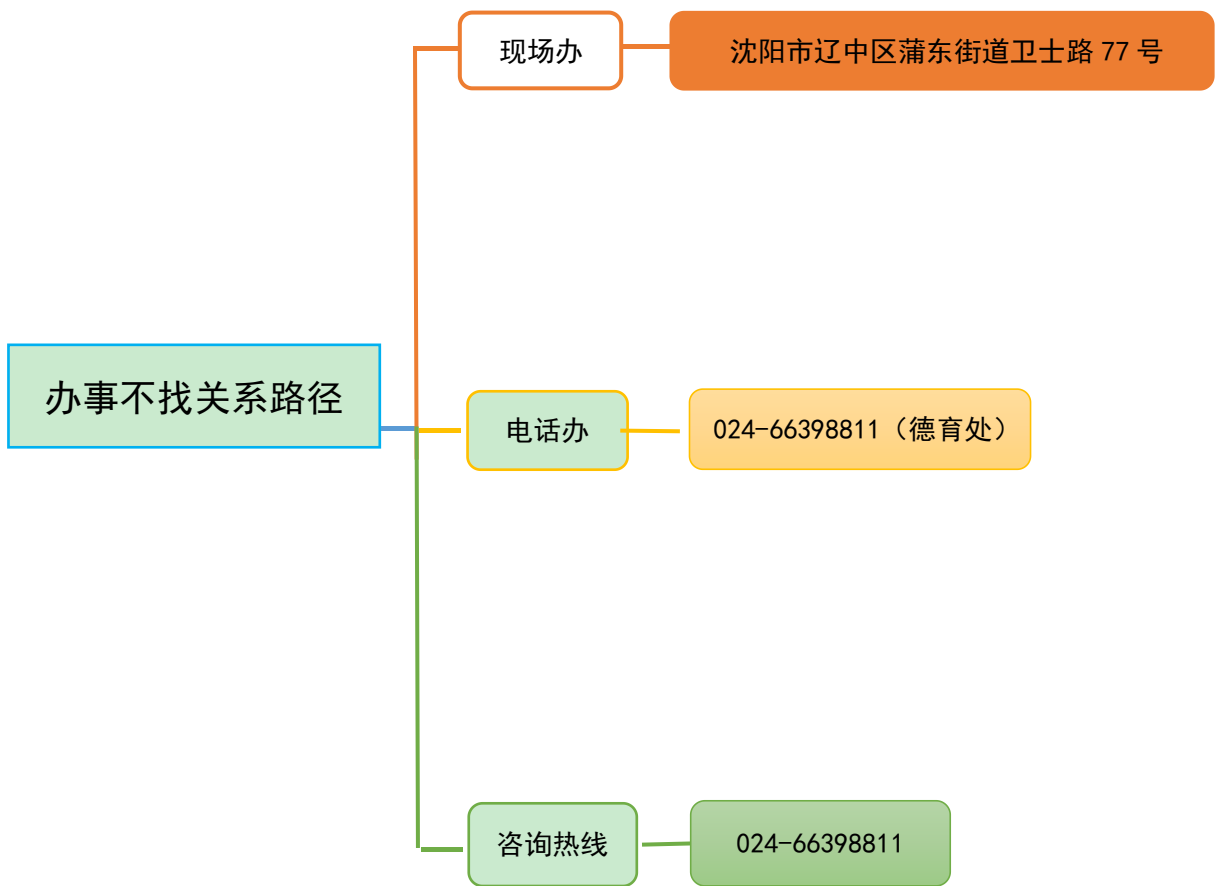 现场办
沈阳市辽中区蒲东街道卫士路 77 号
办事不找关系路径
电话办
024-66398811（德育处）
咨询热线
024-66398811